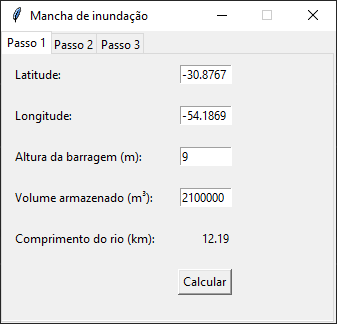 Mancha de inundação
Passo 1 Passo 2 Passo 3
Latitude: -30.8767
Longitude: -54.1869
Altura da barragem (m): 9
Volume armazenado (m³): 2100000
Comprimento do rio (km): 12.19
Calcular